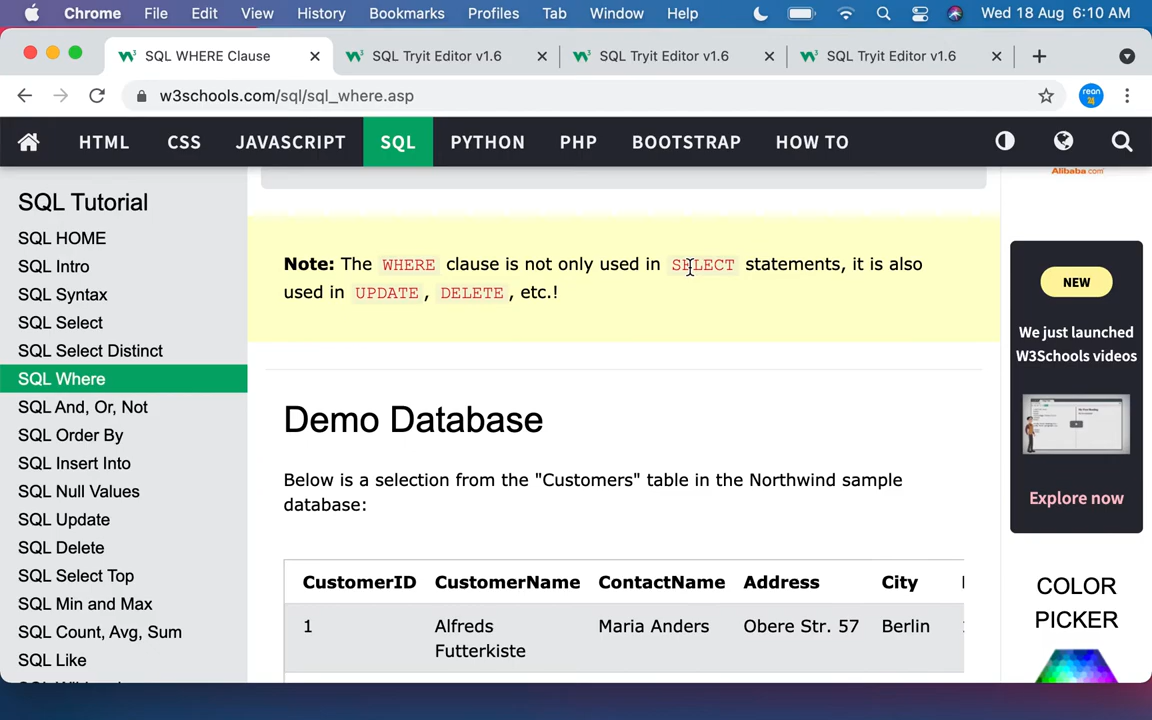 Chrome File Edit View History Bookmarks Profiles Tab Window Help Wed 18 Aug 6:10 AM
SQL WHERE Clause SQL Tryit Editor v1.6 SQL Tryit Editor v1.6 SQL Tryit Editor v1.6
w3schools.com/sql/sql_where.asp
rean
24
HTML CSS JAVASCRIPT SQL PYTHON PHP BOOTSTRAP HOW TO
SQL Tutorial
SQL HOME
SQL Intro
SQL Syntax
SQL Select
SQL Select Distinct
SQL Where
SQL And, Or, Not
SQL Order By
SQL Insert Into
SQL Null Values
SQL Update
SQL Delete
SQL Select Top
SQL Min and Max
SQL Count, Avg, Sum
SQL Like
Note: The WHERE clause is not only used in SELECT statements, it is also
used in UPDATE, DELETE, etc.!
Demo Database
Below is a selection from the "Customers" table in the Northwind sample
database:
CustomerID CustomerName ContactName Address City
1 Alfreds Futterkiste Maria Anders Obere Str. 57 Berlin
Alibaba.com
NEW
We just launched
W3Schools videos
Explore now
COLOR
PICKER